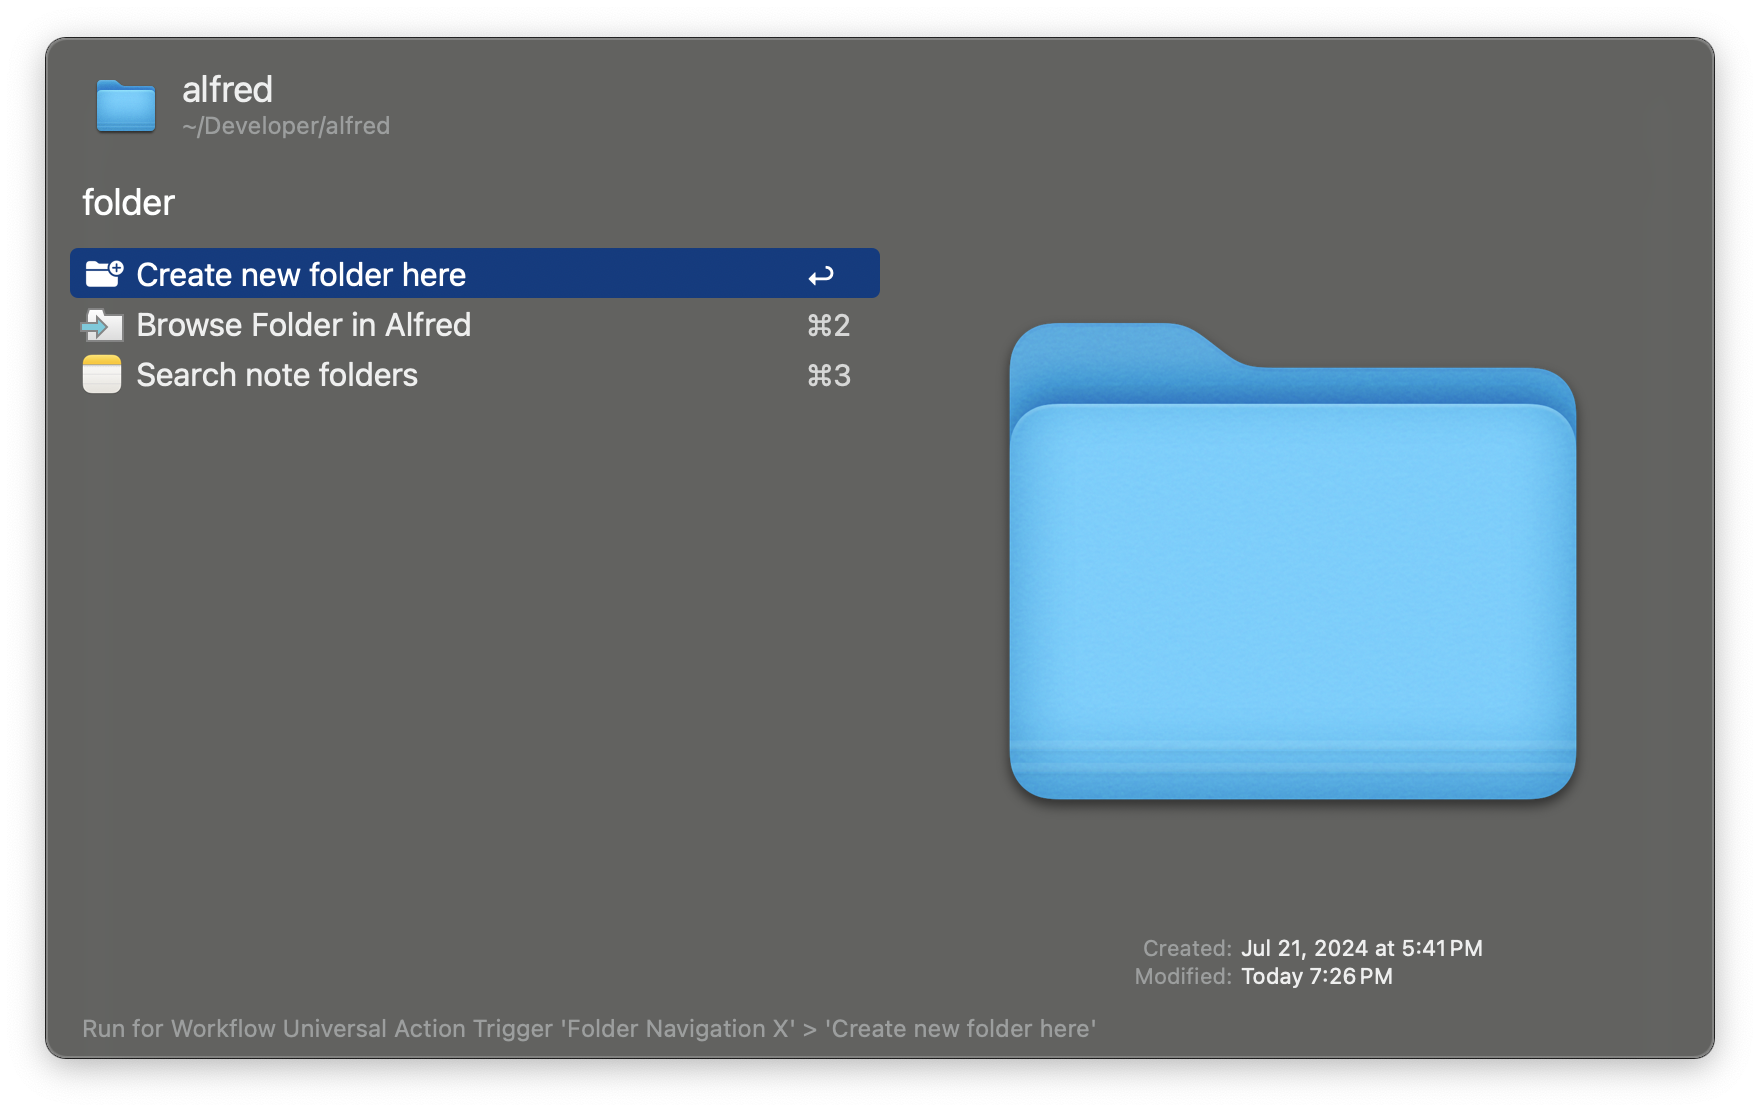 alfred
~/Developer/alfred
folder
Create new folder here ↩
Browse Folder in Alfred ⌘2
Search note folders ⌘3
Created: Jul 21, 2024 at 5:41 PM
Modified: Today 7:26 PM
Run for Workflow Universal Action Trigger 'Folder Navigation X' > 'Create new folder here'